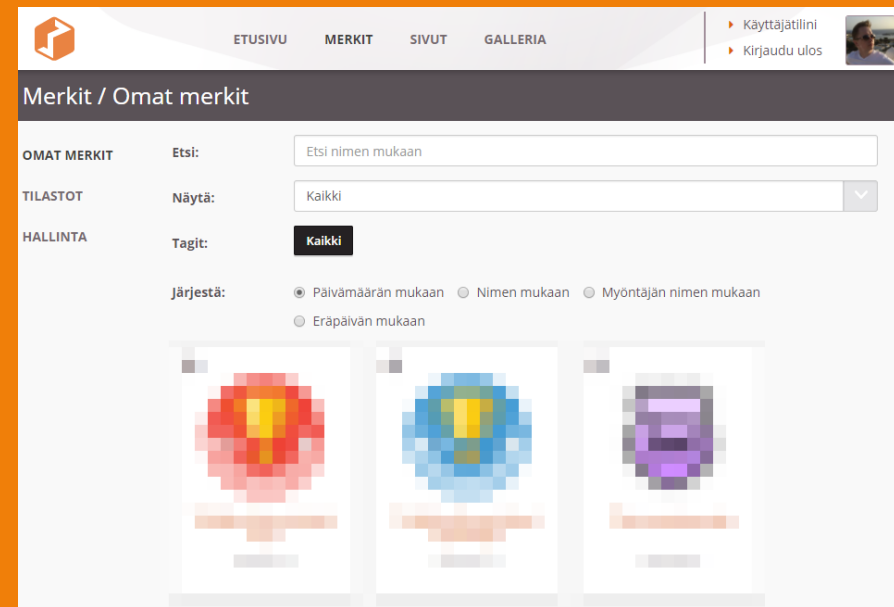 ETUSIVU MERKIT SIVUT GALLERIA
Käyttäjätilini
Kirjaudu ulos
Merkit / Omat merkit
OMAT MERKIT
TILASTOT
HALLINTA
Etsi: Etsi nimen mukaan
Näytä: Kaikki
Tagit: Kaikki
Järjestä: Päivämäärän mukaan Nimen mukaan Myöntäjän nimen mukaan
Eräpäivän mukaan